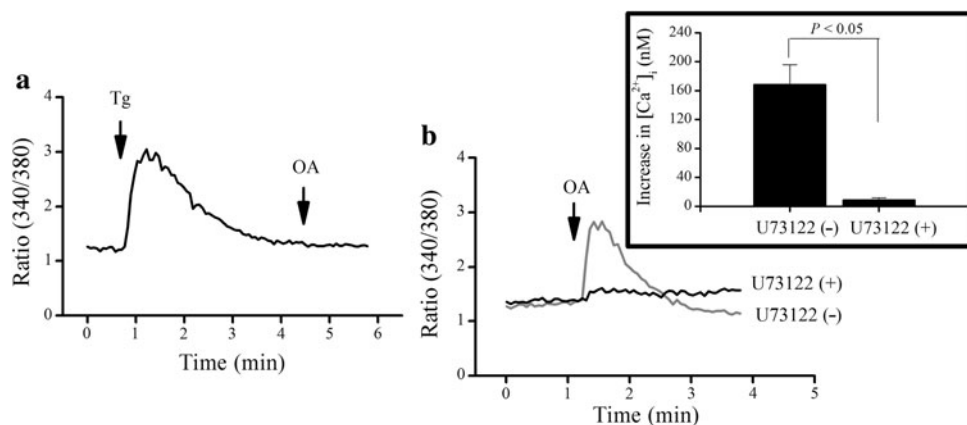 a
Tg
OA
Ratio (340/380)
4
3
2
1
0
0 1 2 3 4 5 6
Time (min)
b
OA
Ratio (340/380)
4
3
2
1
0
0 1 2 3 4 5
Time (min)
U73122 (+)
U73122 (-)
P < 0.05
Increase in [Ca2+]i (nM)
240
200
160
120
80
40
0
U73122 (-) U73122 (+)